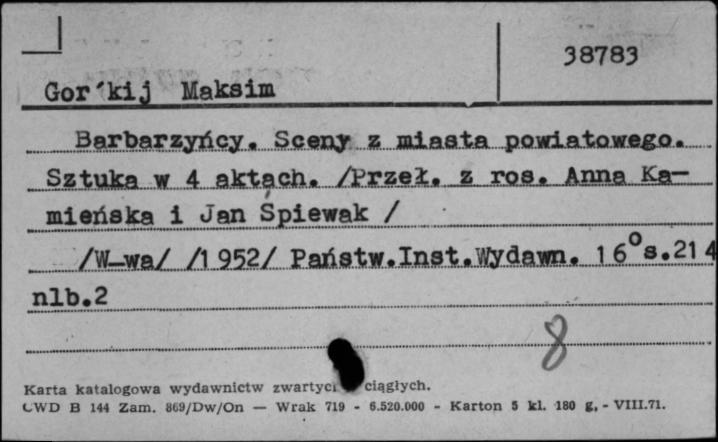 38783
Gor´kij Maksim
Barbarzyńcy. Sceny z miasta powiatowego.
Sztuka w 4 aktach. /Przeł. z ros. Anna Ka-
mieńska i Jan Śpiewak /
/W-wa/ /1952/ Państw.Inst.Wydawn. 16° s.214
nlb.2
8
Karta katalogowa wydawnictw ciągłych.
CWD B 144 Zam. 869/Dw/On — Wrak 719 - 6.520.000 - Karton 5 kl. 180 g. - VIII.71.